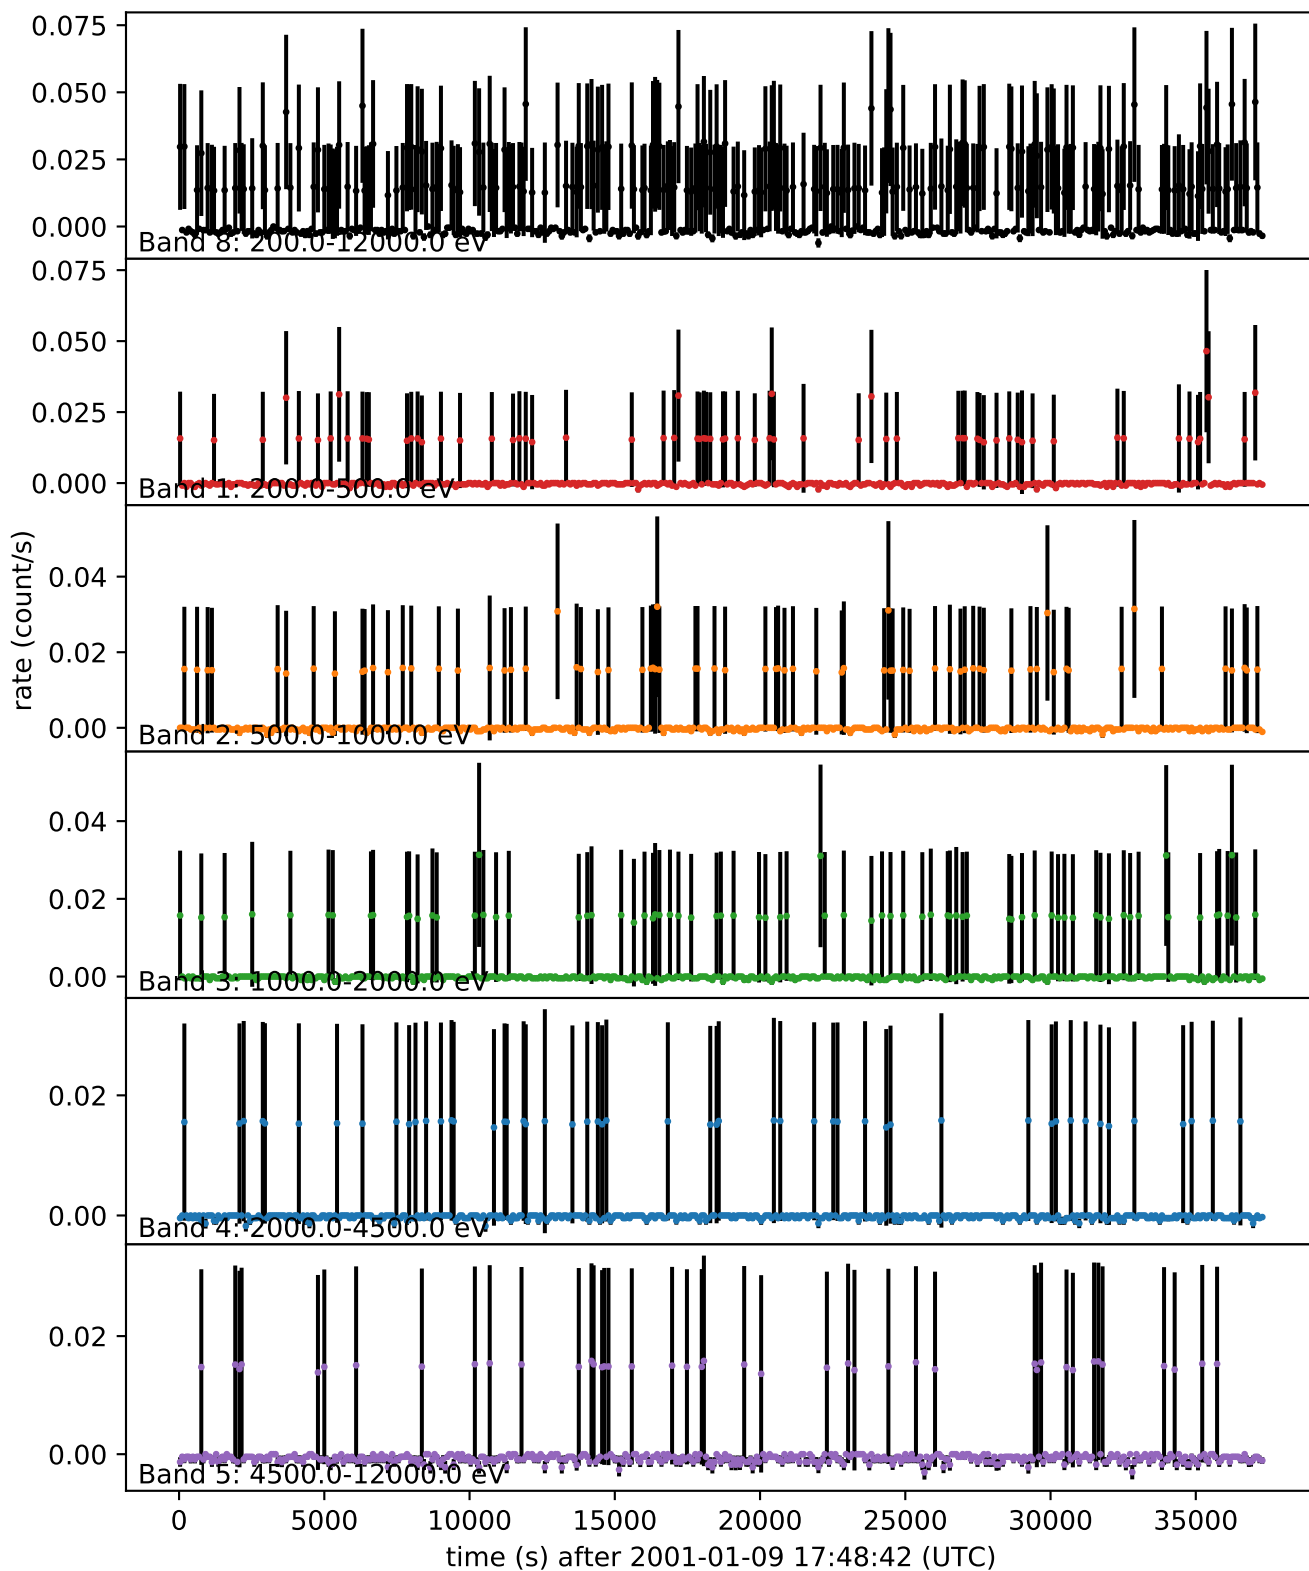 0.075
0.050
0.025
0.000
Band 8: 200.0-12000.0 eV
0.075
0.050
0.025
0.000
Band 1: 200.0-500.0 eV
rate (count/s)
0.04
0.02
0.00
Band 2: 500.0-1000.0 eV
0.04
0.02
0.00
Band 3: 1000.0-2000.0 eV
0.02
0.00
Band 4: 2000.0-4500.0 eV
0.02
0.00
Band 5: 4500.0-12000.0 eV
0 5000 10000 15000 20000 25000 30000 35000
time (s) after 2001-01-09 17:48:42 (UTC)